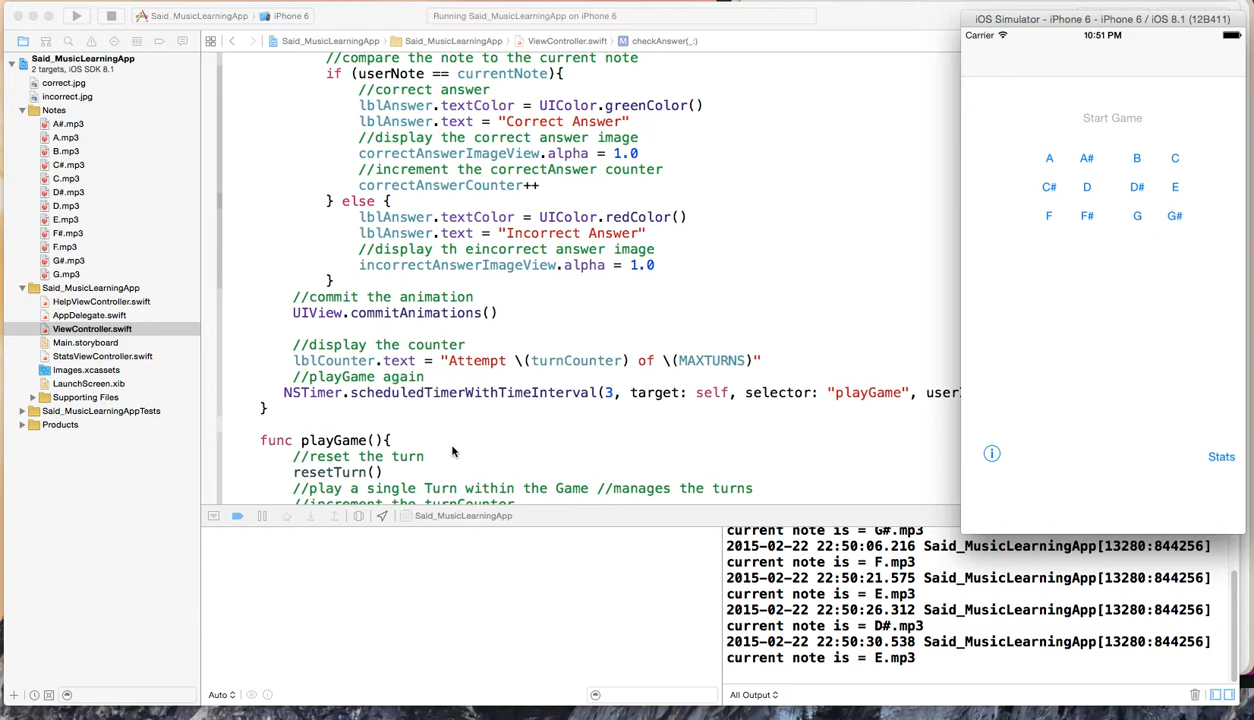 Said_MusicLearningApp
iPhone 6
Running Said_MusicLearningApp on iPhone 6
iOS Simulator - iPhone 6 - iPhone 6 / iOS 8.1 (12B411)
Carrier
10:51 PM
Said_MusicLearningApp
Said_MusicLearningApp
ViewController.swift
M checkAnswer(_:)
Said_MusicLearningApp
2 targets, iOS SDK 8.1
correct.jpg
incorrect.jpg
Notes
A#.mp3
A.mp3
B.mp3
C#.mp3
C.mp3
D#.mp3
D.mp3
E.mp3
F#.mp3
F.mp3
G#.mp3
G.mp3
Said_MusicLearningApp
HelpViewController.swift
AppDelegate.swift
ViewController.swift
Main.storyboard
StatsViewController.swift
Images.xcassets
LaunchScreen.xib
Supporting Files
Said_MusicLearningAppTests
Products
//compare the note to the current note
if (userNote == currentNote){
//correct answer
lblAnswer.textColor = UIColor.greenColor()
lblAnswer.text = "Correct Answer"
//display the correct answer image
correctAnswerImageView.alpha = 1.0
//increment the correctAnswer counter
correctAnswerCounter++
} else {
lblAnswer.textColor = UIColor.redColor()
lblAnswer.text = "Incorrect Answer"
//display th eincorrect answer image
incorrectAnswerImageView.alpha = 1.0
}
//commit the animation
UIView.commitAnimations()
//display the counter
lblCounter.text = "Attempt \(turnCounter) of \(MAXTURNS)"
//playGame again
NSTimer.scheduledTimerWithTimeInterval(3, target: self, selector: "playGame",
}
func playGame(){
//reset the turn
resetTurn()
//play a single Turn within the Game //manages the turns
//increment the turnCounter
Start Game
A A# B C
C# D D# E
F F# G G#
Stats
Said_MusicLearningApp
current note is = G#.mp3
2015-02-22 22:50:06.216 Said_MusicLearningApp[13280:844256]
current note is = F.mp3
2015-02-22 22:50:21.575 Said_MusicLearningApp[13280:844256]
current note is = E.mp3
2015-02-22 22:50:26.312 Said_MusicLearningApp[13280:844256]
current note is = D#.mp3
2015-02-22 22:50:30.538 Said_MusicLearningApp[13280:844256]
current note is = E.mp3
Auto
All Output